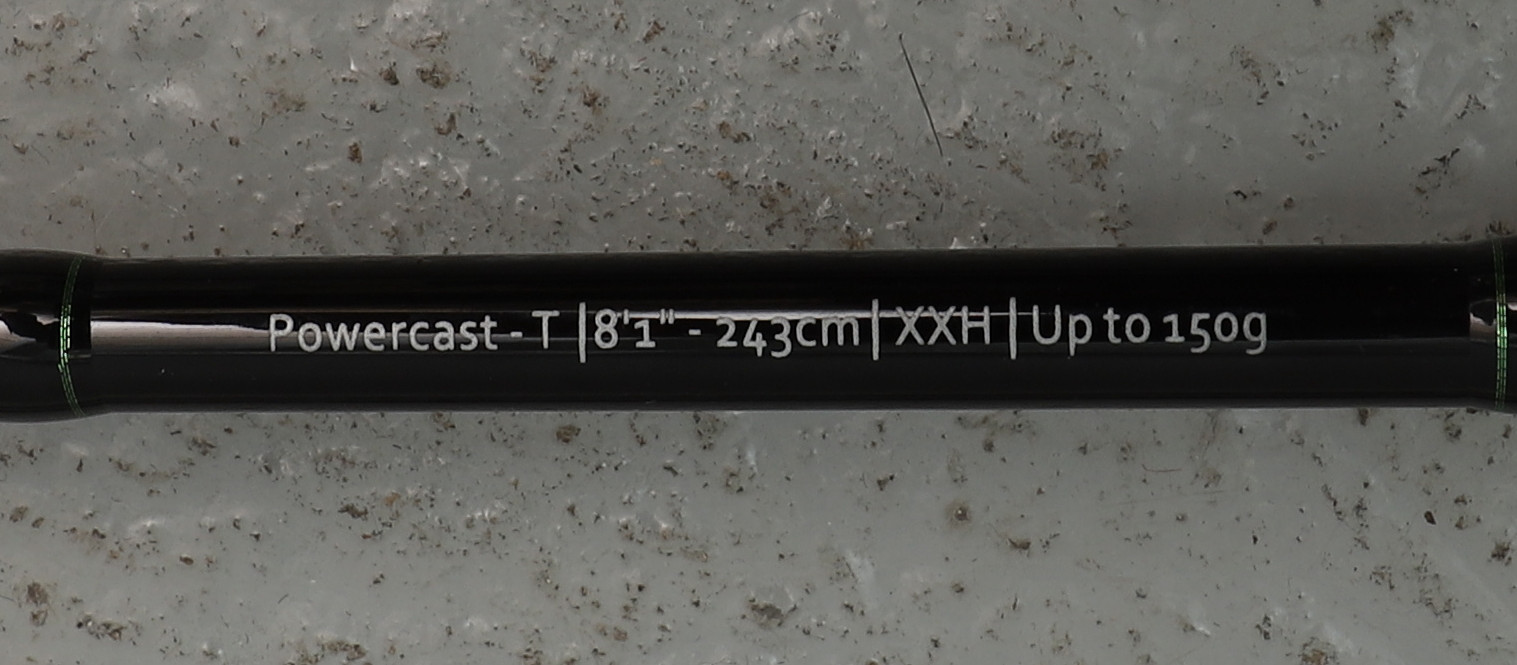 Powercast - T | 8'1" - 243cm | XXH | Up to 150g